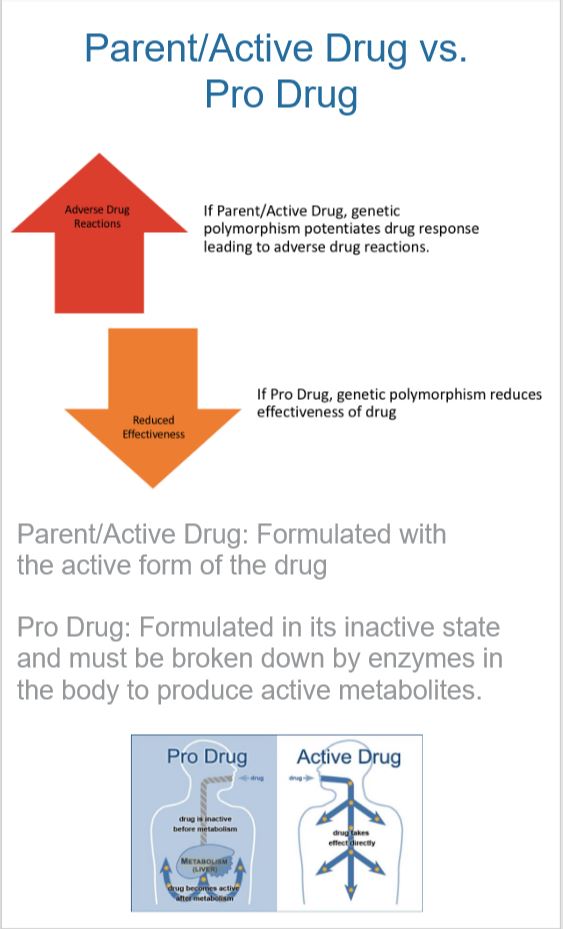 Parent/Active Drug vs.
Pro Drug
Adverse Drug
Reactions
If Parent/Active Drug, genetic
polymorphism potentiates drug response
leading to adverse drug reactions.
If Pro Drug, genetic polymorphism reduces
effectiveness of drug
Reduced
Effectiveness
Parent/Active Drug: Formulated with
the active form of the drug
Pro Drug: Formulated in its inactive state
and must be broken down by enzymes in
the body to produce active metabolites.
Pro Drug
drug
drug is inactive
before metabolism
METABOLISM
(LIVER)
drug becomes active
after metabolism
Active Drug
drug
drug takes
effect directly